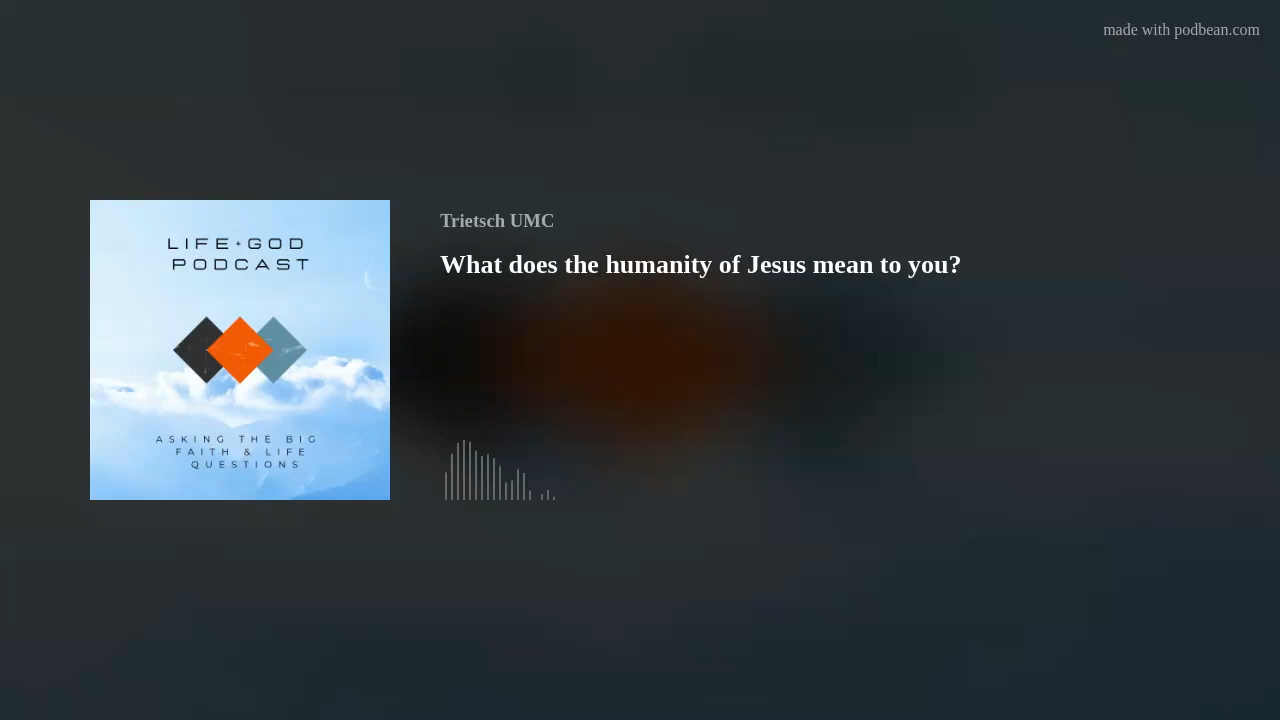 made with podbean.com
LIFE+GOD
PODCAST
ASKING THE BIG
FAITH & LIFE
QUESTIONS
Trietsch UMC
What does the humanity of Jesus mean to you?